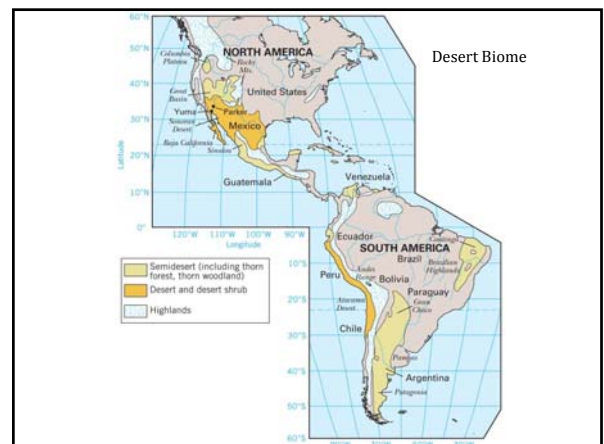 Desert Biome
60°N
50°N
40°N
30°N
20°N
10°N
0°
Latitude
120°W 110°W 100°W 90°W
Longitude
NORTH AMERICA
Columbia
Plateau
Rocky
Mts.
Great
Basin
United States
Yuma
Parker
Sonoran
Desert
Mexico
Baja California
Sinaloa
Guatemala
Venezuela
Ecuador
SOUTH AMERICA
Caatinga
Brazil
Brazilian
Highlands
Peru
Andes
Range
Bolivia
Paraguay
Atacama
Desert
Gran
Chaco
Chile
Pampas
Argentina
Patagonia
10°S
20°S
30°S
40°S
50°S
60°S
Semidesert (including thorn
forest, thorn woodland)
Desert and desert shrub
Highlands